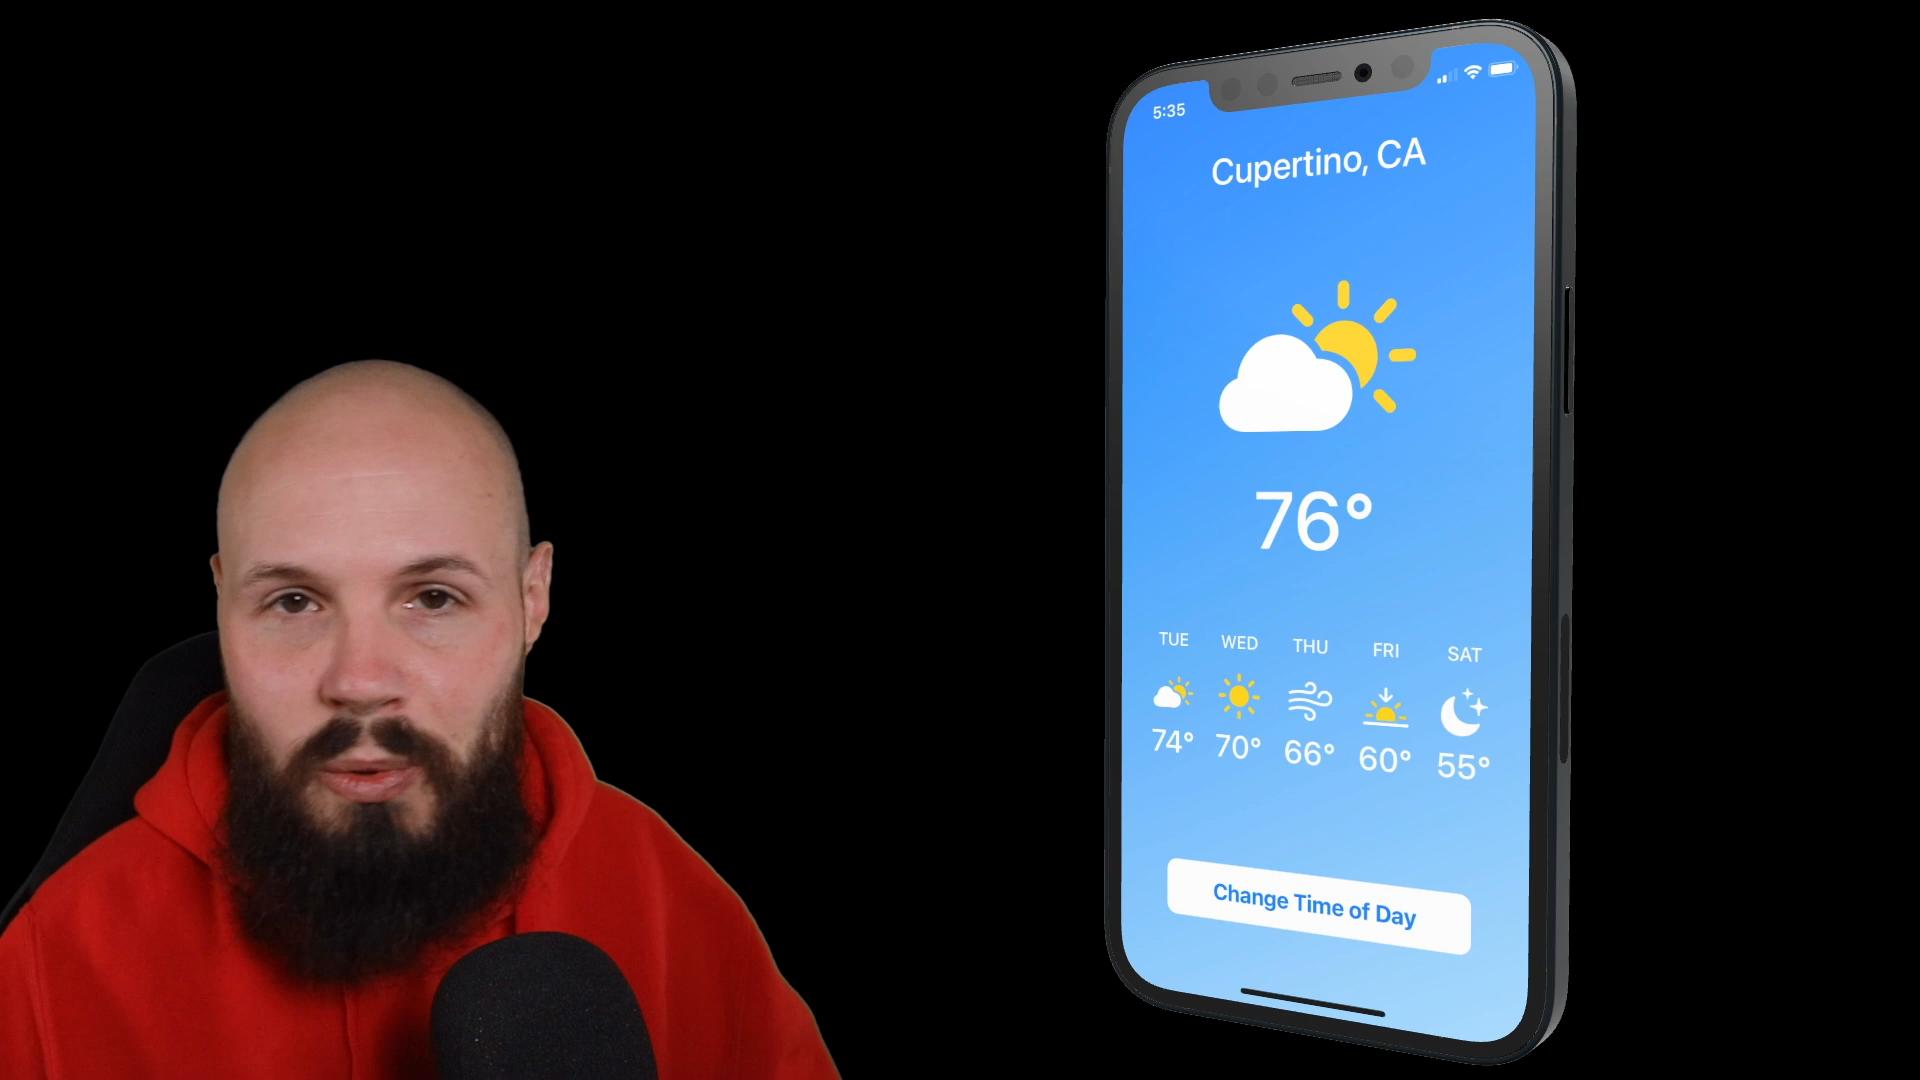 5:35
Cupertino, CA
76°
TUE WED THU FRI SAT
74° 70° 66° 60° 55°
Change Time of Day